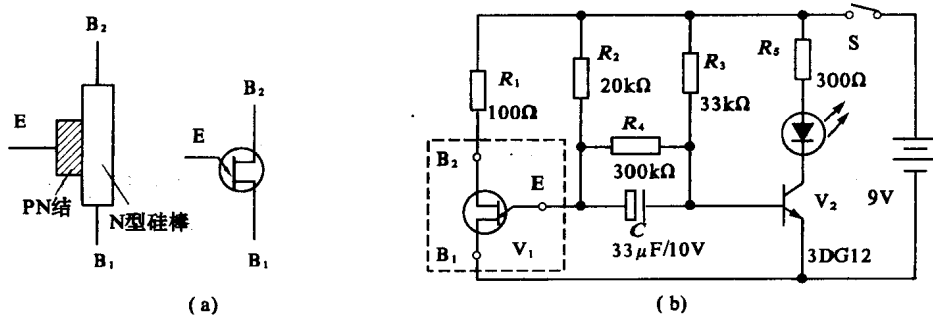 B₂
E
PN结
N型硅棒
B₁
B₂
E
B₁
(a)
R₁
100Ω
R₂
20kΩ
R₃
33kΩ
R₄
300kΩ
R₅
300Ω
S
9V
B₂
E
B₁
V₁
C
33μF/10V
V₂
3DG12
(b)